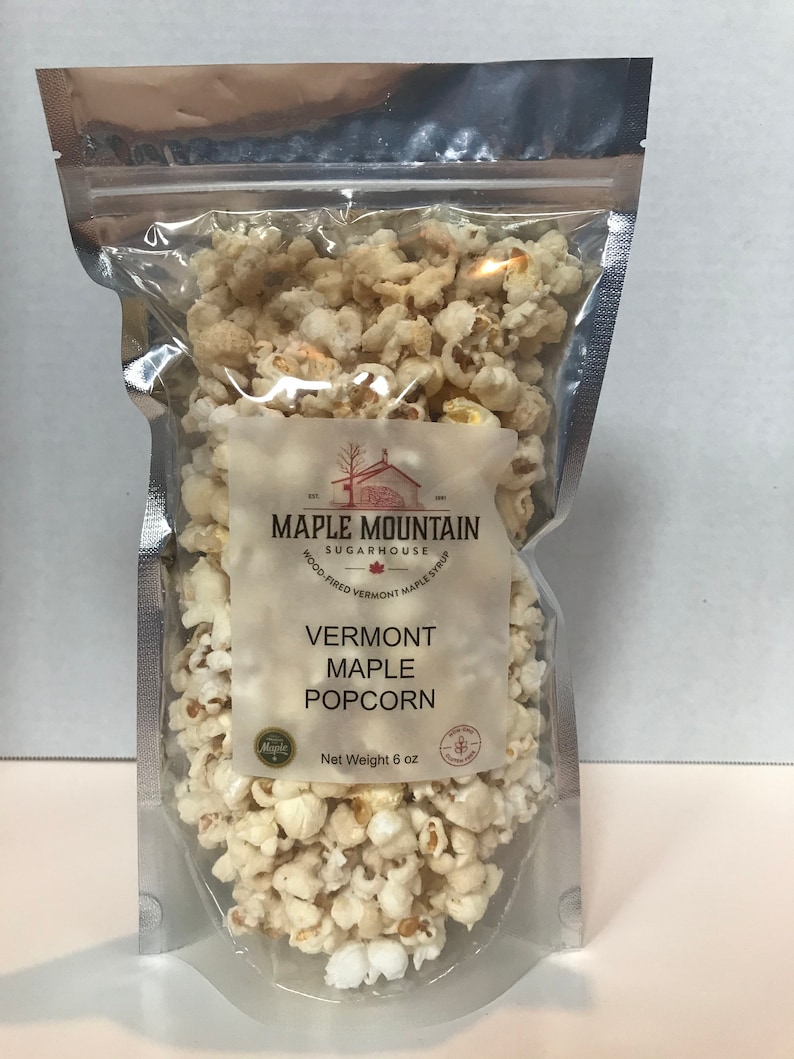 EST. 1981
MAPLE MOUNTAIN
SUGARHOUSE
WOOD-FIRED VERMONT MAPLE SYRUP
VERMONT
MAPLE
POPCORN
Maple
NON-GMO
GLUTEN FREE
Net Weight 6 oz